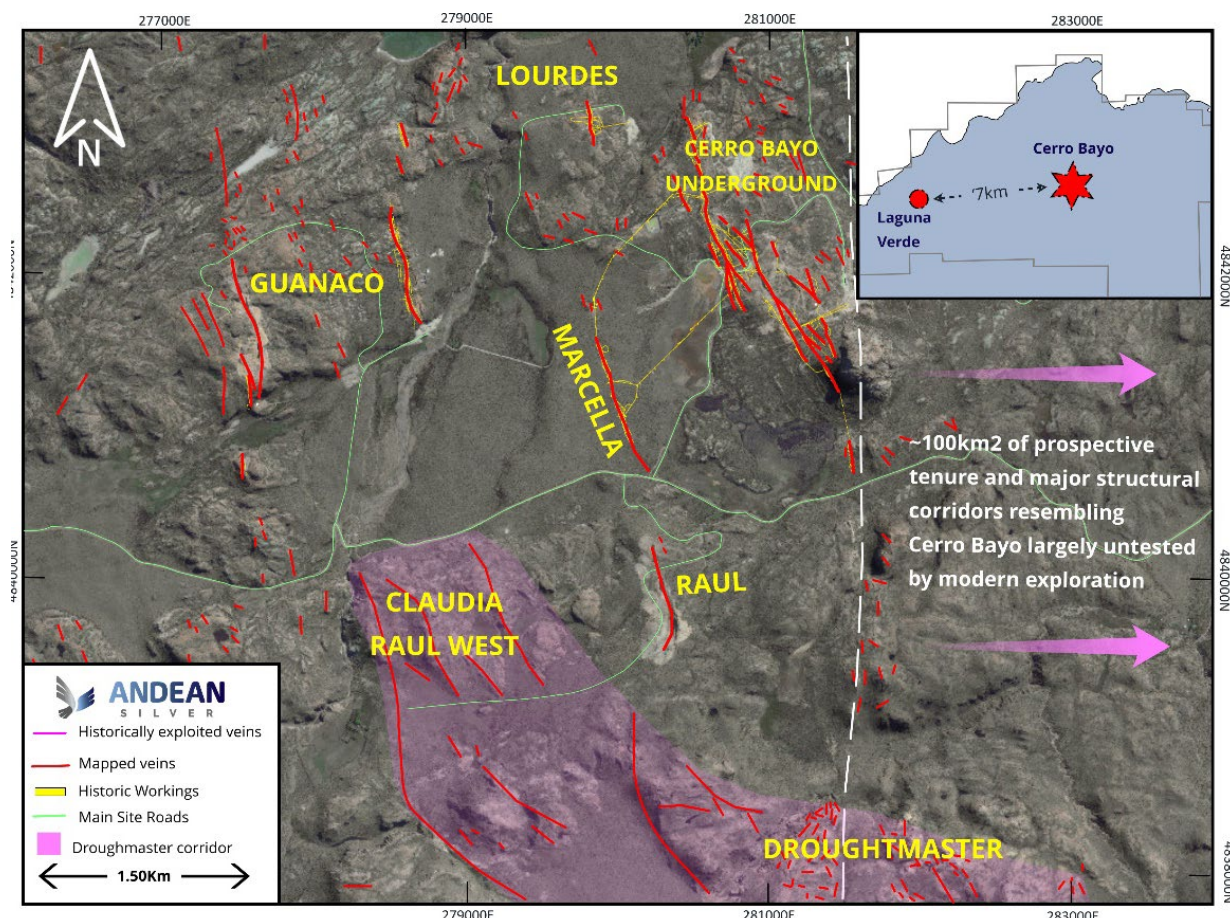 277000E
279000E
281000E
283000E
N
LOURDES
CERRO BAYO
UNDERGROUND
GUANACO
MARCELLA
Cerro Bayo
7km
Laguna
Verde
4842000N
~100km2 of prospective
tenure and major structural
corridors resembling
Cerro Bayo largely untested
by modern exploration
4840000N
4840000N
CLAUDIA
RAUL WEST
RAUL
DROUGHTMASTER
ANDEAN
SILVER
Historically exploited veins
Mapped veins
Historic Workings
Main Site Roads
Droughmaster corridor
1.50Km
279000E
281000E
283000E